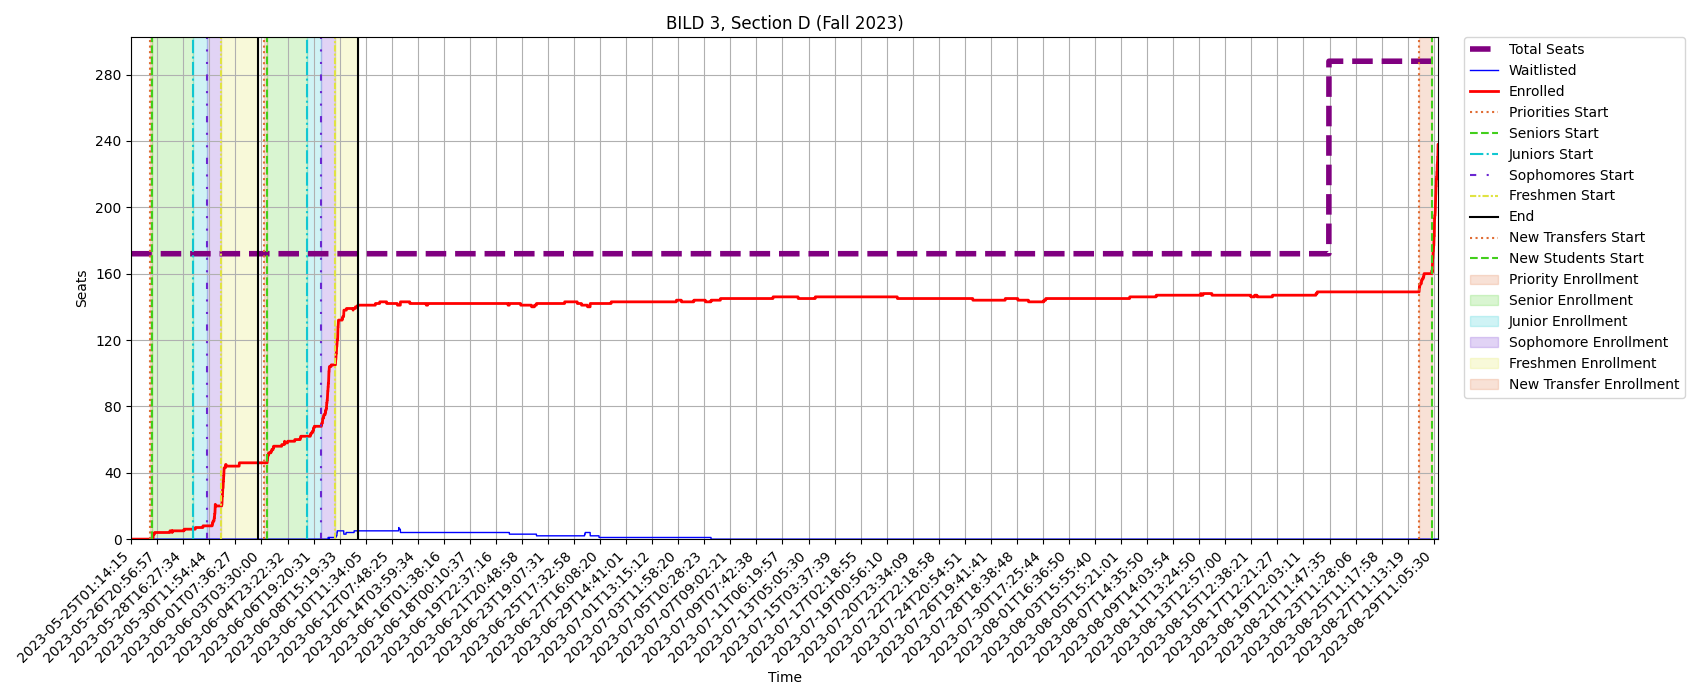 BILD 3, Section D (Fall 2023)
Seats
280
240
200
160
120
80
40
0
2023-05-25T01:14:15
2023-05-26T20:56:57
2023-05-28T16:27:34
2023-05-30T11:54:44
2023-06-01T07:36:27
2023-06-03T03:30:00
2023-06-04T23:22:32
2023-06-06T19:20:31
2023-06-08T15:19:33
2023-06-10T11:34:05
2023-06-12T07:48:25
2023-06-14T03:59:34
2023-06-16T01:38:16
2023-06-18T00:10:37
2023-06-19T22:37:16
2023-06-21T20:48:58
2023-06-23T19:07:31
2023-06-25T17:32:58
2023-06-27T16:08:20
2023-06-29T14:41:01
2023-07-01T13:15:12
2023-07-03T11:58:20
2023-07-05T10:28:23
2023-07-07T09:02:21
2023-07-09T07:42:38
2023-07-11T06:19:57
2023-07-13T05:05:30
2023-07-15T03:37:39
2023-07-17T02:18:55
2023-07-19T00:56:10
2023-07-20T23:34:09
2023-07-22T22:18:58
2023-07-24T20:54:51
2023-07-26T19:41:41
2023-07-28T18:38:48
2023-07-30T17:25:44
2023-08-01T16:36:50
2023-08-03T15:55:40
2023-08-05T15:21:01
2023-08-07T14:35:50
2023-08-09T14:03:54
2023-08-11T13:24:50
2023-08-13T12:57:00
2023-08-15T12:38:21
2023-08-17T12:21:27
2023-08-19T12:03:11
2023-08-21T11:47:35
2023-08-23T11:28:06
2023-08-25T11:17:58
2023-08-27T11:13:19
2023-08-29T11:05:30
Time
Total Seats
Waitlisted
Enrolled
Priorities Start
Seniors Start
Juniors Start
Sophomores Start
Freshmen Start
End
New Transfers Start
New Students Start
Priority Enrollment
Senior Enrollment
Junior Enrollment
Sophomore Enrollment
Freshmen Enrollment
New Transfer Enrollment